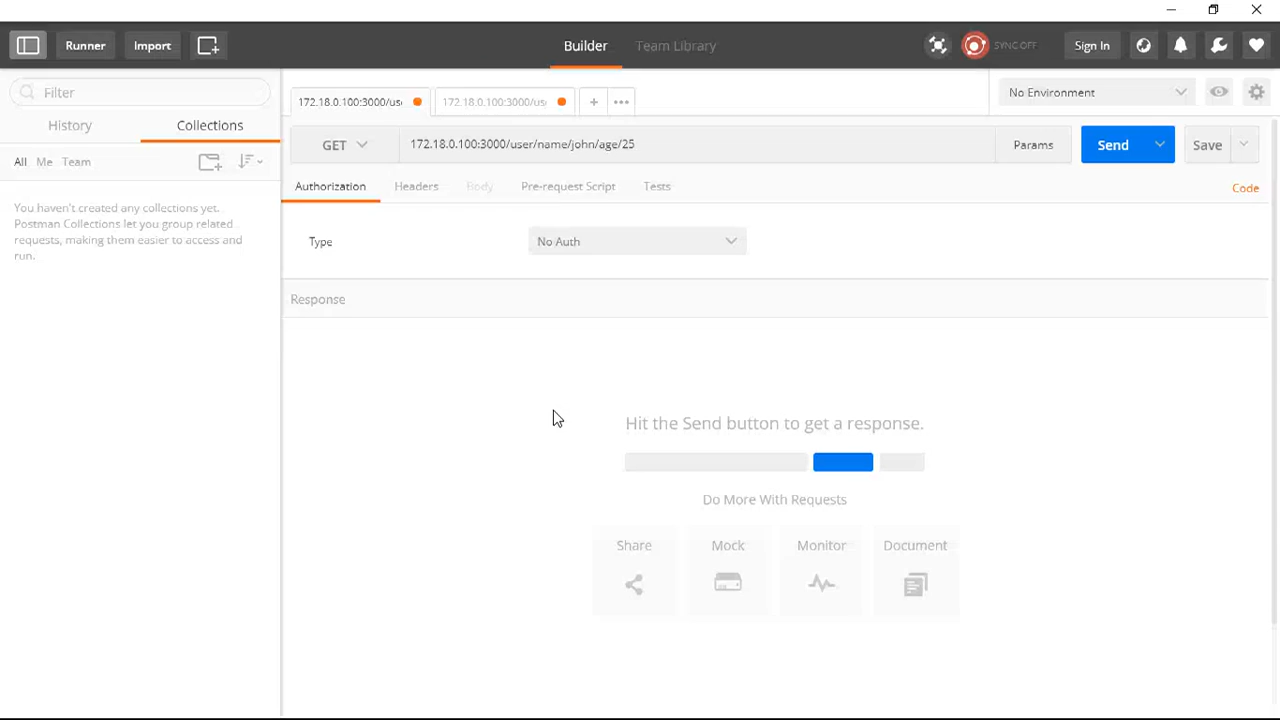 Runner
Import
Builder
Team Library
SYNC OFF
Sign In
Filter
History
Collections
All
Me
Team
You haven't created any collections yet.
Postman Collections let you group related
requests, making them easier to access and
run.
172.18.0.100:3000/use
172.18.0.100:3000/use
No Environment
GET
172.18.0.100:3000/user/name/john/age/25
Params
Send
Save
Authorization
Headers
Body
Pre-request Script
Tests
Code
Type
No Auth
Response
Hit the Send button to get a response.
Do More With Requests
Share
Mock
Monitor
Document